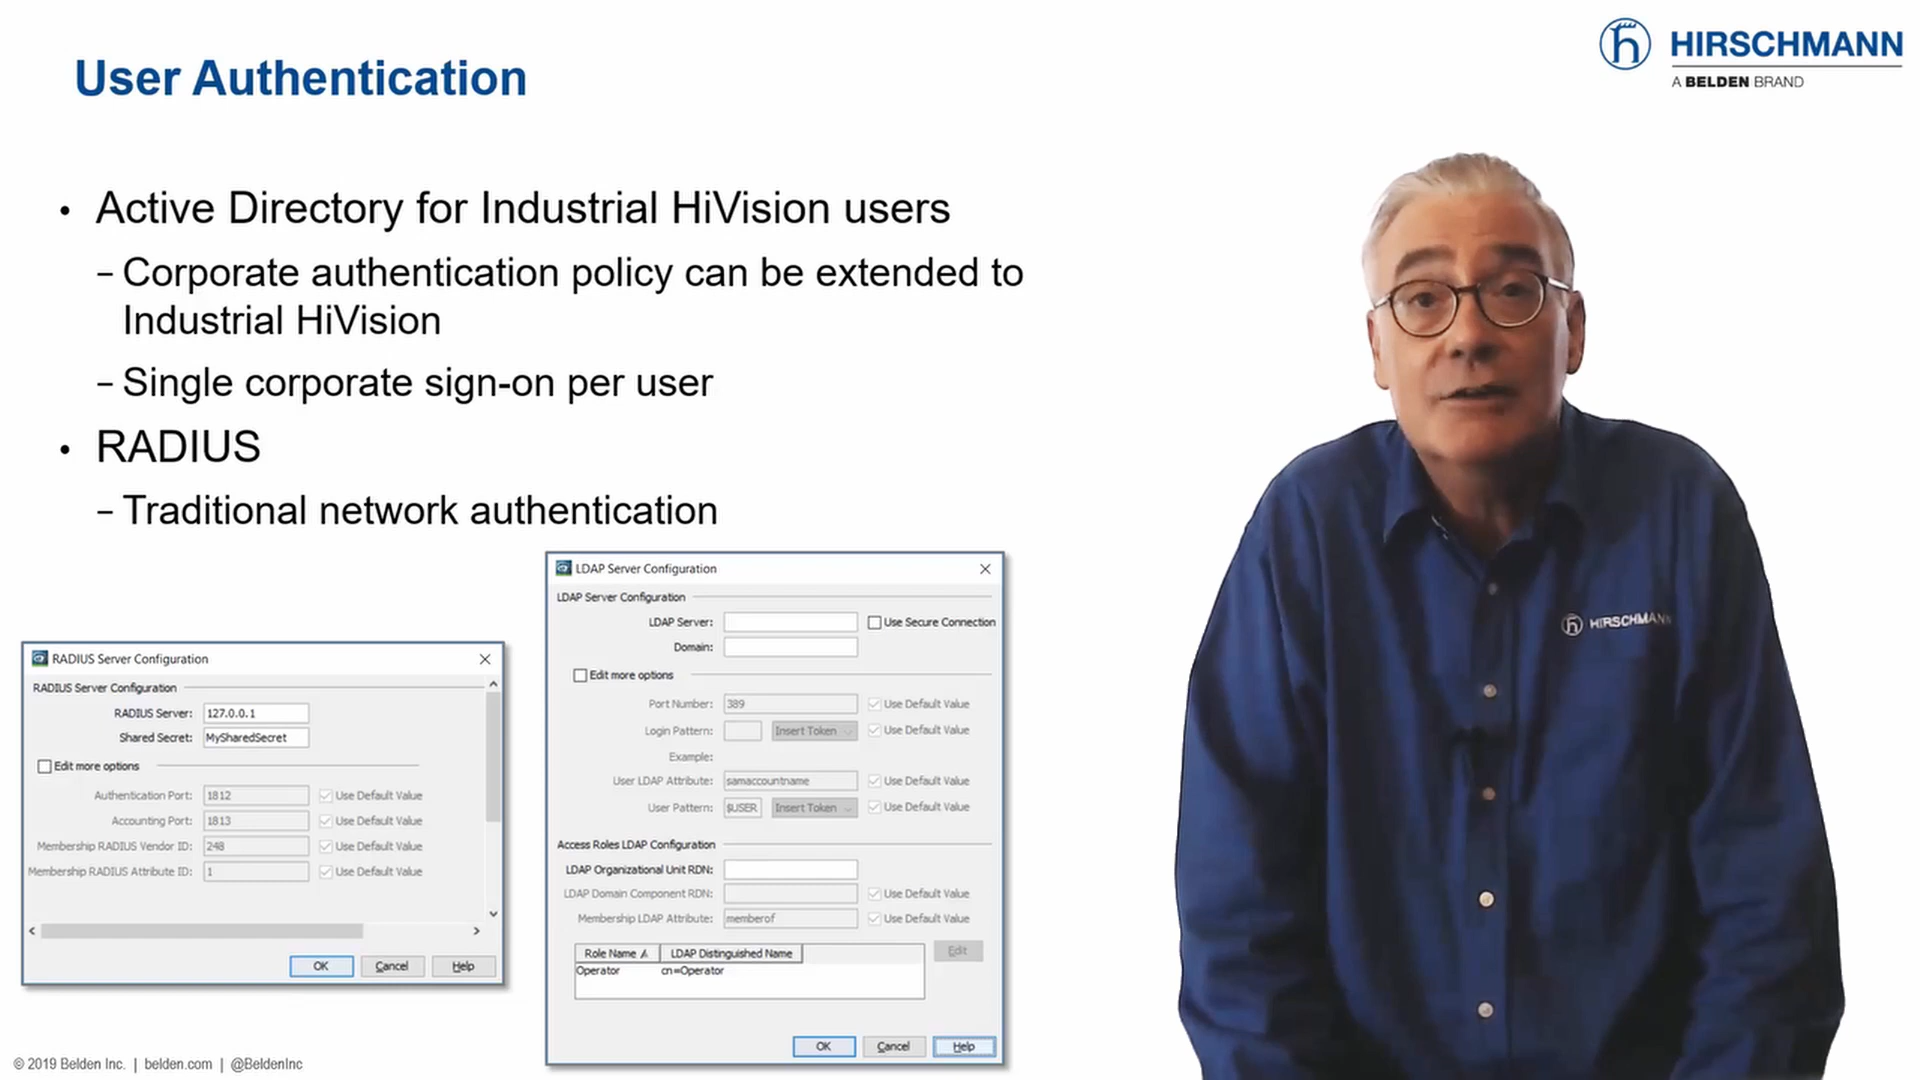 User Authentication
HIRSCHMANN
A BELDEN BRAND
• Active Directory for Industrial HiVision users
– Corporate authentication policy can be extended to
Industrial HiVision
– Single corporate sign-on per user
• RADIUS
– Traditional network authentication
RADIUS Server Configuration
RADIUS Server Configuration
RADIUS Server: 127.0.0.1
Shared Secret: MySharedSecret
Edit more options
Authentication Port: 1812 Use Default Value
Accounting Port: 1813 Use Default Value
Membership RADIUS Vendor ID: 248 Use Default Value
Membership RADIUS Attribute ID: 1 Use Default Value
OK Cancel Help
LDAP Server Configuration
LDAP Server Configuration
LDAP Server: Use Secure Connection
Domain:
Edit more options
Port Number: 389 Use Default Value
Login Pattern: Insert Token Use Default Value
Example:
User LDAP Attribute: samaccountname Use Default Value
User Pattern: $USER Insert Token Use Default Value
Access Roles LDAP Configuration
LDAP Organizational Unit RDN:
LDAP Domain Component RDN: Use Default Value
Membership LDAP Attribute: memberof Use Default Value
Role Name LDAP Distinguished Name Edit
Operator cn=Operator
OK Cancel Help
HIRSCHMANN
© 2019 Belden Inc. | belden.com | @BeldenInc